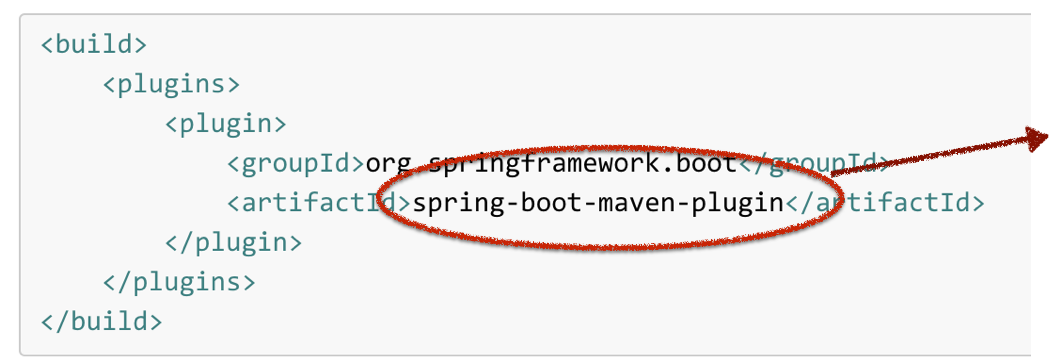 <build>
<plugins>
<plugin>
<groupId>org.springframework.boot</groupId>
<artifactId>spring-boot-maven-plugin</artifactId>
</plugin>
</plugins>
</build>